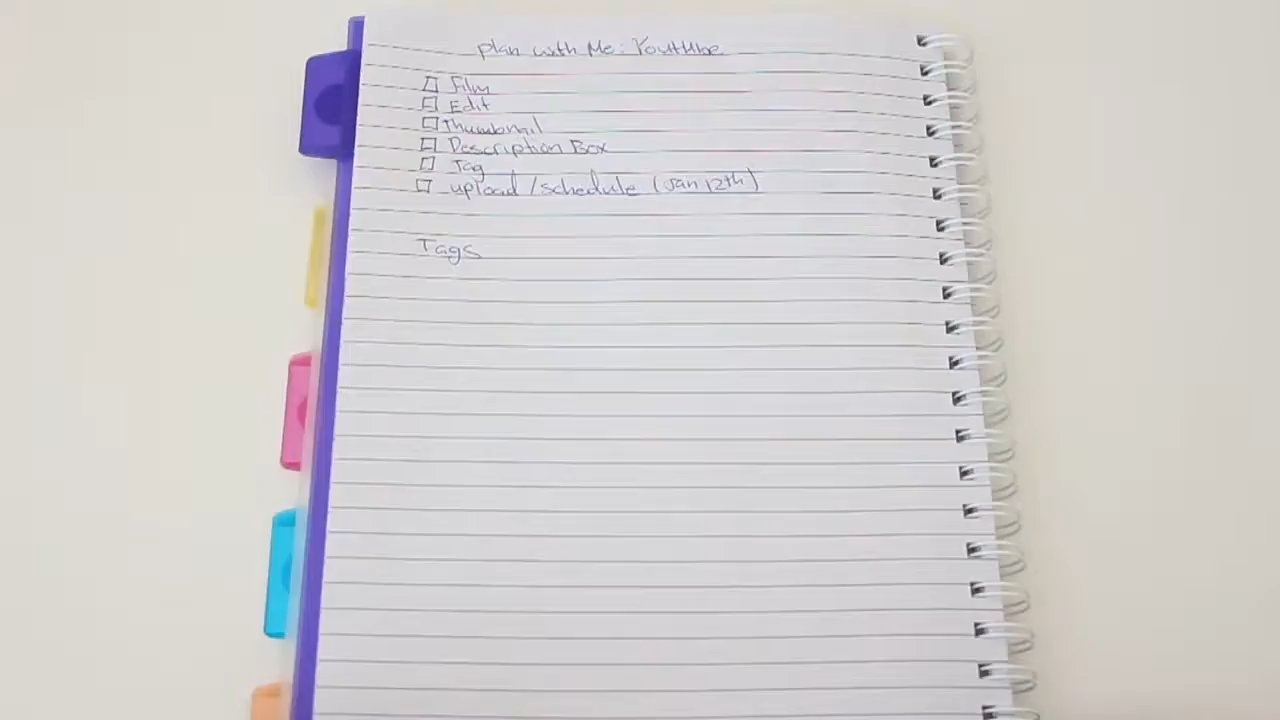 plan with Me: Youtube
Film
Edit
Thumbnail
Description Box
Tag
upload/schedule (Jan 12th)
Tags